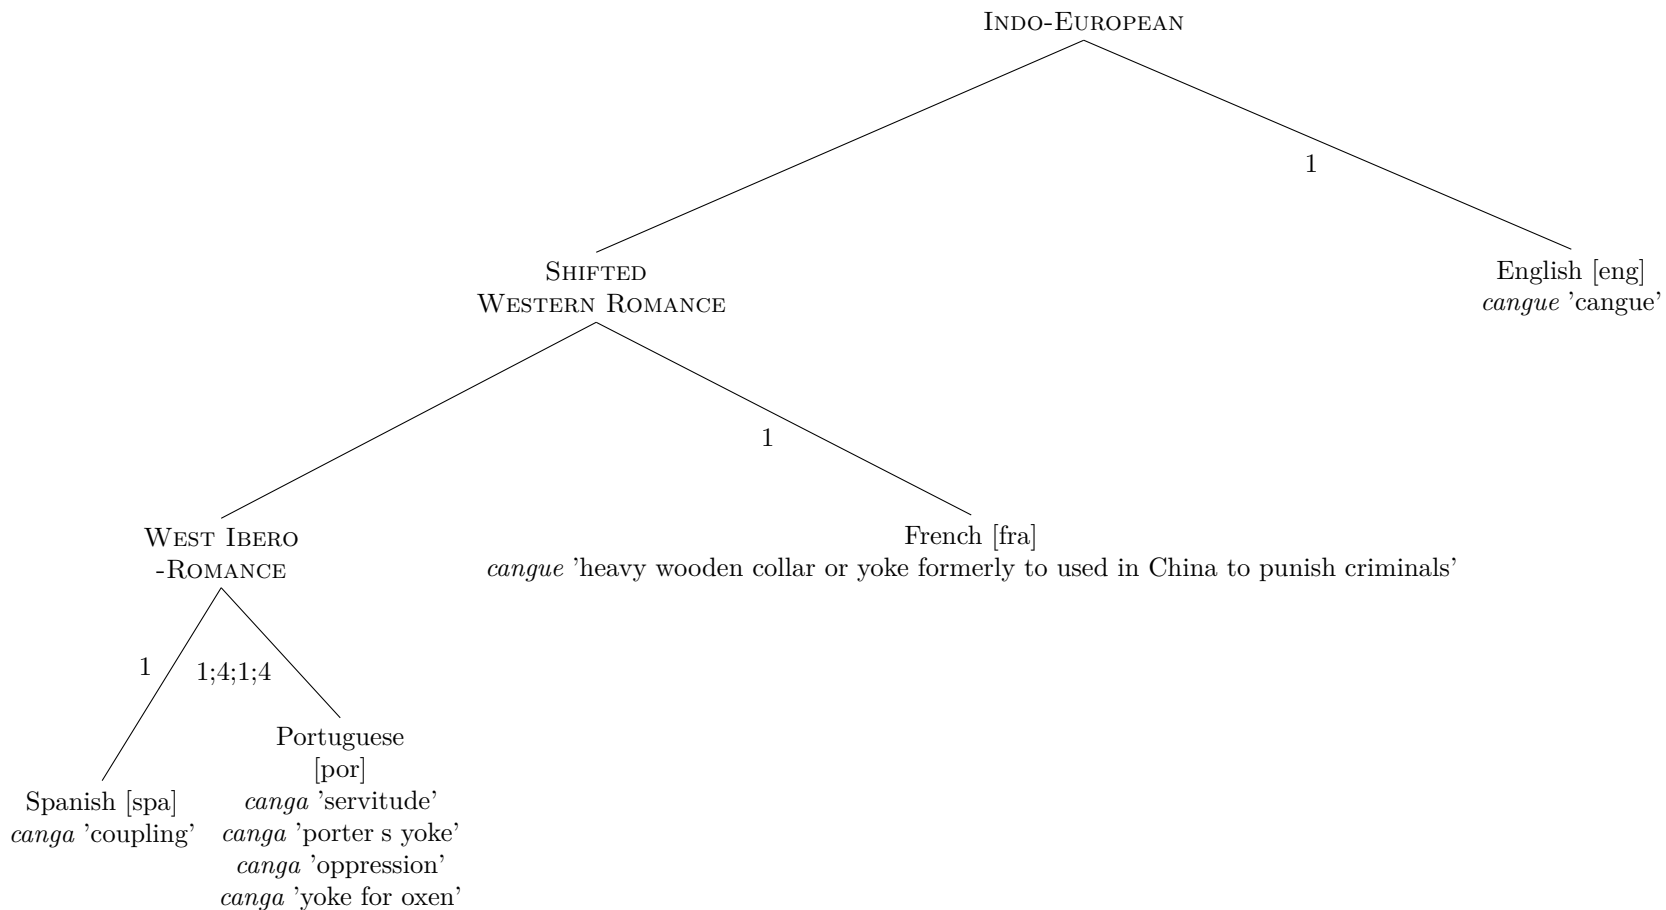 INDO-EUROPEAN
1
SHIFTED
WESTERN ROMANCE
English [eng]
cangue 'cangue'
1
WEST IBERO
-ROMANCE
French [fra]
cangue 'heavy wooden collar or yoke formerly to used in China to punish criminals'
1
1;4;1;4
Portuguese
[por]
canga 'servitude'
canga 'porter s yoke'
canga 'oppression'
canga 'yoke for oxen'
Spanish [spa]
canga 'coupling'